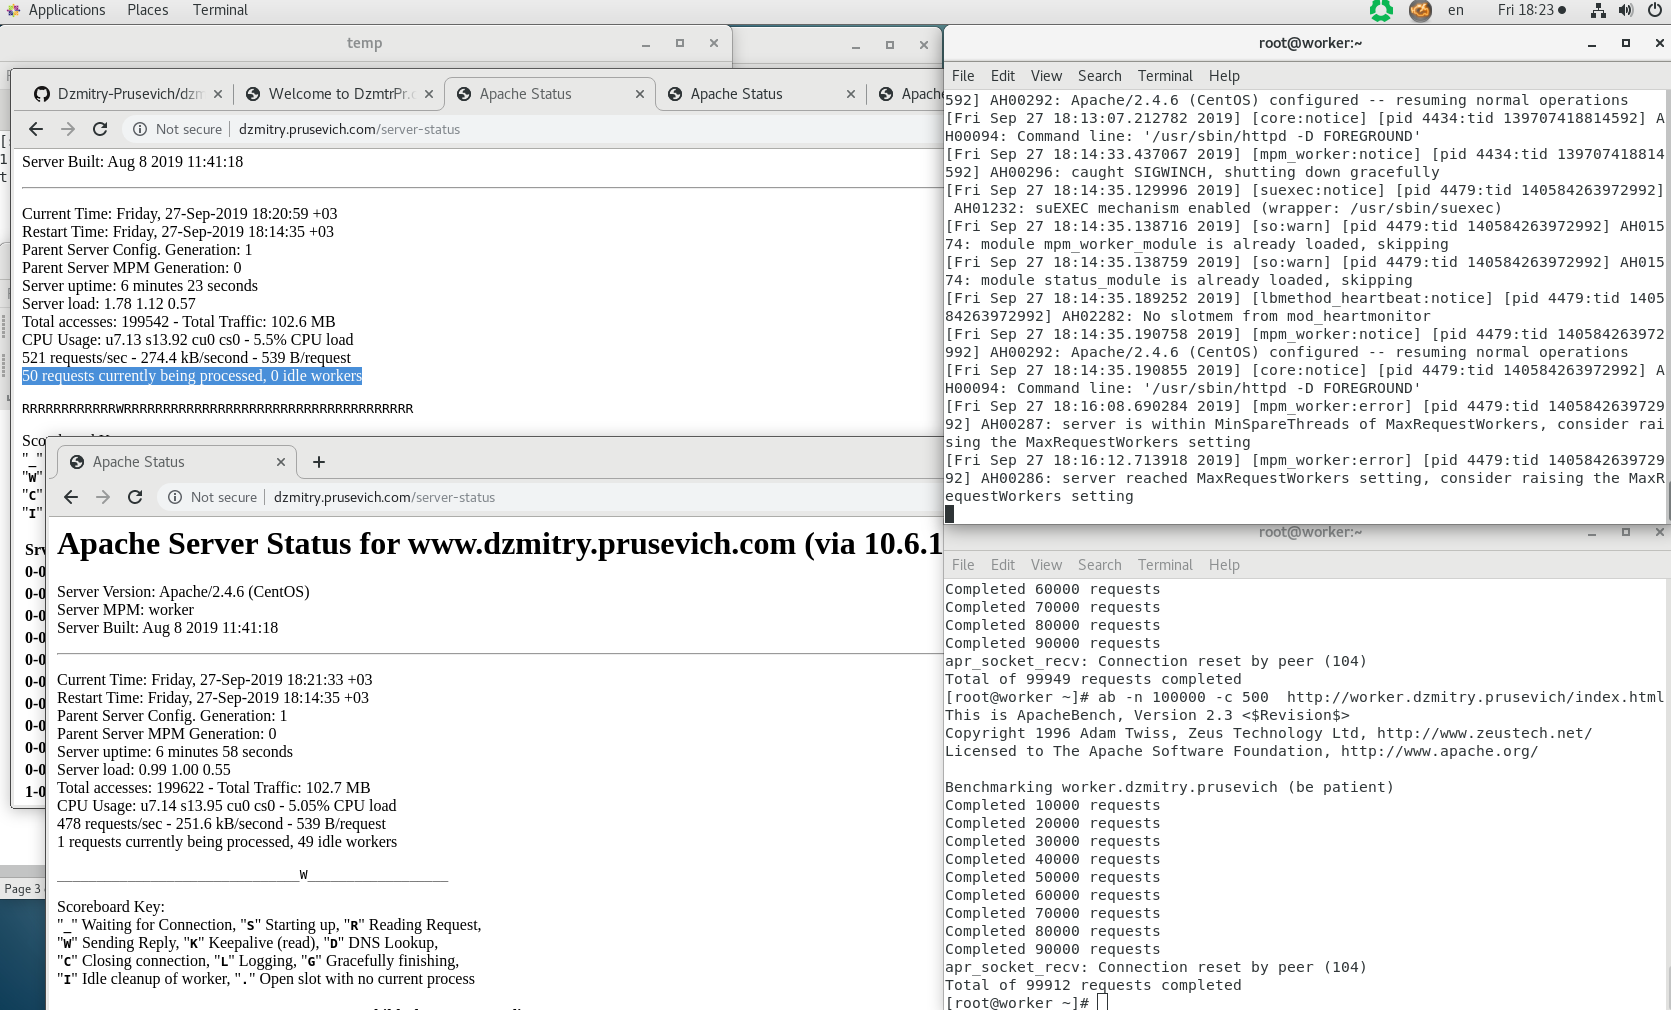 Applications Places Terminal en Fri 18:23
temp
Dzmitry-Prusevich/dzm Welcome to DzmtrPr. Apache Status Apache Status Apache
Not secure dzmitry.prusevich.com/server-status
Server Built: Aug 8 2019 11:41:18
Current Time: Friday, 27-Sep-2019 18:20:59 +03
Restart Time: Friday, 27-Sep-2019 18:14:35 +03
Parent Server Config. Generation: 1
Parent Server MPM Generation: 0
Server uptime: 6 minutes 23 seconds
Server load: 1.78 1.12 0.57
Total accesses: 199542 - Total Traffic: 102.6 MB
CPU Usage: u7.13 s13.92 cu0 cs0 - 5.5% CPU load
521 requests/sec - 274.4 kB/second - 539 B/request
50 requests currently being processed, 0 idle workers
RRRRRRRRRRRRWRRRRRRRRRRRRRRRRRRRRRRRRRRRRRRRRRRRRR
"_"
"W"
"C"
"I"
Srv
0-0
0-0
0-0
0-0
0-0
0-0
0-0
0-0
0-0
0-0
1-0
Page 3
Apache Status
Not secure dzmitry.prusevich.com/server-status
Apache Server Status for www.dzmitry.prusevich.com (via 10.6.1
Server Version: Apache/2.4.6 (CentOS)
Server MPM: worker
Server Built: Aug 8 2019 11:41:18
Current Time: Friday, 27-Sep-2019 18:21:33 +03
Restart Time: Friday, 27-Sep-2019 18:14:35 +03
Parent Server Config. Generation: 1
Parent Server MPM Generation: 0
Server uptime: 6 minutes 58 seconds
Server load: 0.99 1.00 0.55
Total accesses: 199622 - Total Traffic: 102.7 MB
CPU Usage: u7.14 s13.95 cu0 cs0 - 5.05% CPU load
478 requests/sec - 251.6 kB/second - 539 B/request
1 requests currently being processed, 49 idle workers
_______________________________W__________________
Scoreboard Key:
"_" Waiting for Connection, "S" Starting up, "R" Reading Request,
"W" Sending Reply, "K" Keepalive (read), "D" DNS Lookup,
"C" Closing connection, "L" Logging, "G" Gracefully finishing,
"I" Idle cleanup of worker, "." Open slot with no current process
root@worker:~
File Edit View Search Terminal Help
592] AH00292: Apache/2.4.6 (CentOS) configured -- resuming normal operations
[Fri Sep 27 18:13:07.212782 2019] [core:notice] [pid 4434:tid 139707418814592] A
H00094: Command line: '/usr/sbin/httpd -D FOREGROUND'
[Fri Sep 27 18:14:33.437067 2019] [mpm_worker:notice] [pid 4434:tid 139707418814
592] AH00296: caught SIGWINCH, shutting down gracefully
[Fri Sep 27 18:14:35.129996 2019] [suexec:notice] [pid 4479:tid 140584263972992]
 AH01232: suEXEC mechanism enabled (wrapper: /usr/sbin/suexec)
[Fri Sep 27 18:14:35.138716 2019] [so:warn] [pid 4479:tid 140584263972992] AH015
74: module mpm_worker_module is already loaded, skipping
[Fri Sep 27 18:14:35.138759 2019] [so:warn] [pid 4479:tid 140584263972992] AH015
74: module status_module is already loaded, skipping
[Fri Sep 27 18:14:35.189252 2019] [lbmethod_heartbeat:notice] [pid 4479:tid 1405
84263972992] AH02282: No slotmem from mod_heartmonitor
[Fri Sep 27 18:14:35.190758 2019] [mpm_worker:notice] [pid 4479:tid 140584263972
992] AH00292: Apache/2.4.6 (CentOS) configured -- resuming normal operations
[Fri Sep 27 18:14:35.190855 2019] [core:notice] [pid 4479:tid 140584263972992] A
H00094: Command line: '/usr/sbin/httpd -D FOREGROUND'
[Fri Sep 27 18:16:08.690284 2019] [mpm_worker:error] [pid 4479:tid 1405842639729
92] AH00287: server is within MinSpareThreads of MaxRequestWorkers, consider rai
sing the MaxRequestWorkers setting
[Fri Sep 27 18:16:12.713918 2019] [mpm_worker:error] [pid 4479:tid 1405842639729
92] AH00286: server reached MaxRequestWorkers setting, consider raising the MaxR
equestWorkers setting
root@worker:~
File Edit View Search Terminal Help
Completed 60000 requests
Completed 70000 requests
Completed 80000 requests
Completed 90000 requests
apr_socket_recv: Connection reset by peer (104)
Total of 99949 requests completed
[root@worker ~]# ab -n 100000 -c 500  http://worker.dzmitry.prusevich/index.html
This is ApacheBench, Version 2.3 <$Revision$>
Copyright 1996 Adam Twiss, Zeus Technology Ltd, http://www.zeustech.net/
Licensed to The Apache Software Foundation, http://www.apache.org/
Benchmarking worker.dzmitry.prusevich (be patient)
Completed 10000 requests
Completed 20000 requests
Completed 30000 requests
Completed 40000 requests
Completed 50000 requests
Completed 60000 requests
Completed 70000 requests
Completed 80000 requests
Completed 90000 requests
apr_socket_recv: Connection reset by peer (104)
Total of 99912 requests completed
[root@worker ~]#